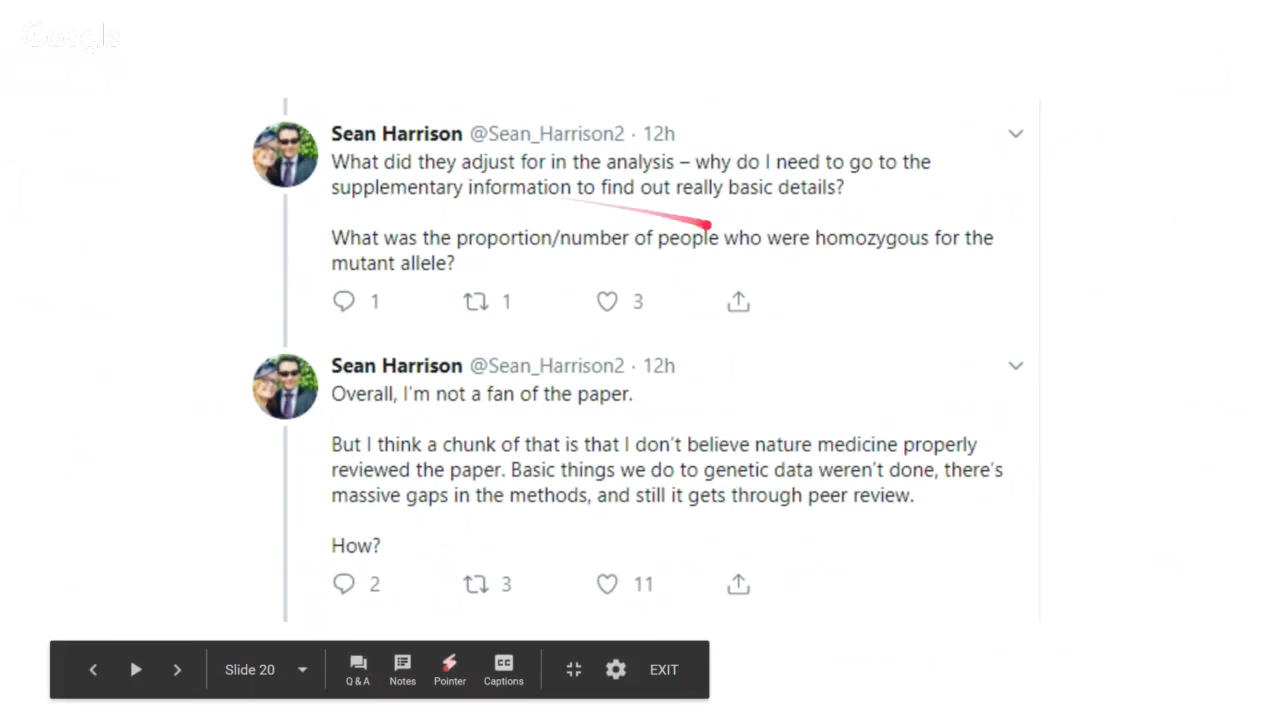 Google
Sean Harrison @Sean_Harrison2 · 12h
What did they adjust for in the analysis – why do I need to go to the
supplementary information to find out really basic details?
What was the proportion/number of people who were homozygous for the
mutant allele?
1 1 3
Sean Harrison @Sean_Harrison2 · 12h
Overall, I'm not a fan of the paper.
But I think a chunk of that is that I don't believe nature medicine properly
reviewed the paper. Basic things we do to genetic data weren't done, there's
massive gaps in the methods, and still it gets through peer review.
How?
2 3 11
Slide 20 Q & A Notes Pointer CC Captions EXIT